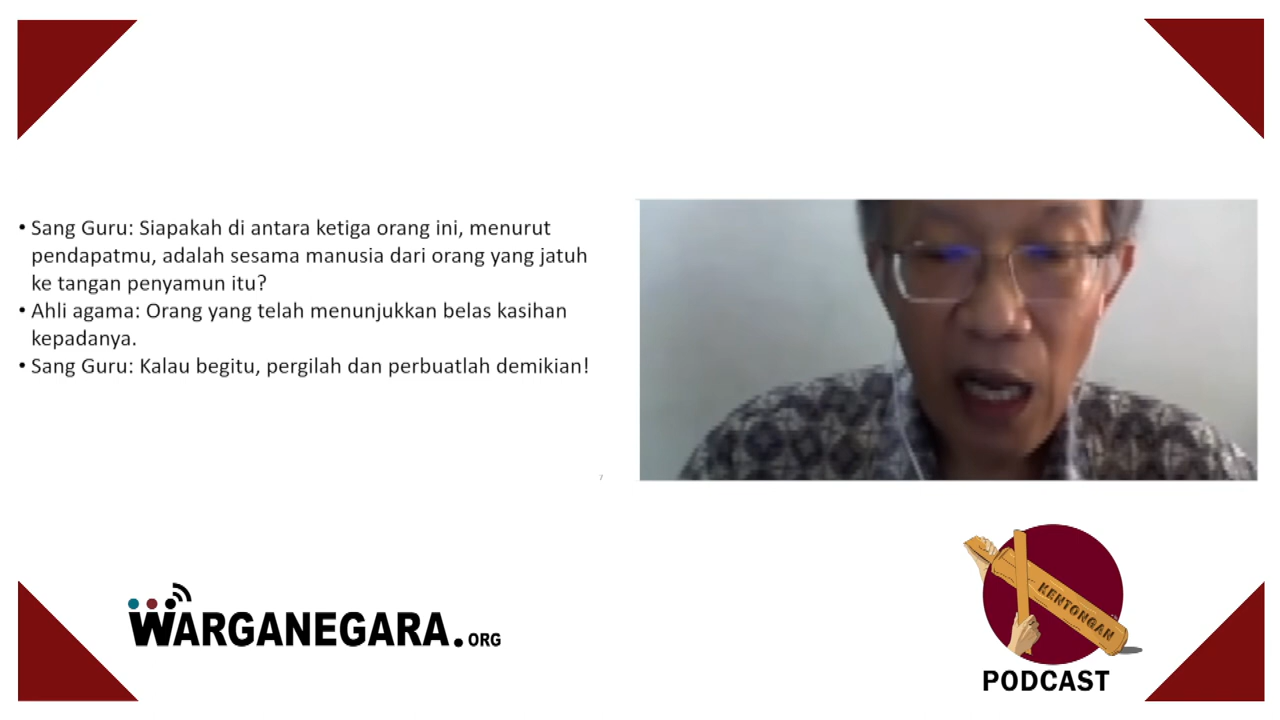 • Sang Guru: Siapakah di antara ketiga orang ini, menurut
pendapatmu, adalah sesama manusia dari orang yang jatuh
ke tangan penyamun itu?
• Ahli agama: Orang yang telah menunjukkan belas kasihan
kepadanya.
• Sang Guru: Kalau begitu, pergilah dan perbuatlah demikian!
7
WARGANEGARA.ORG
KENTONGAN
PODCAST